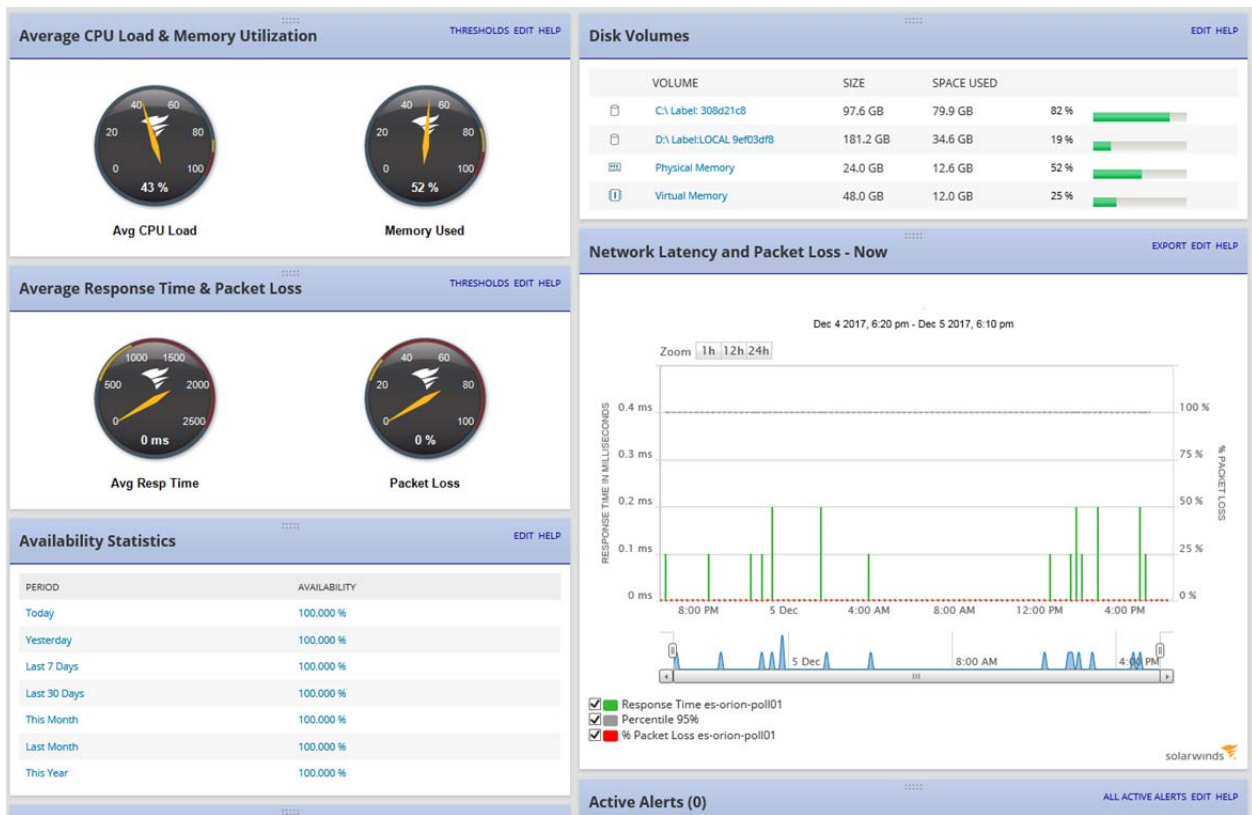 Average CPU Load & Memory Utilization
THRESHOLDS EDIT HELP
20 40 60 80 100 0
43 %
Avg CPU Load
20 40 60 80 100 0
52 %
Memory Used
Average Response Time & Packet Loss
THRESHOLDS EDIT HELP
0 500 1000 1500 2000 2500
0 ms
Avg Resp Time
0 20 40 60 80 100
0 %
Packet Loss
Availability Statistics
EDIT HELP
PERIOD AVAILABILITY
Today 100.000 %
Yesterday 100.000 %
Last 7 Days 100.000 %
Last 30 Days 100.000 %
This Month 100.000 %
Last Month 100.000 %
This Year 100.000 %
Disk Volumes
EDIT HELP
VOLUME SIZE SPACE USED
C:\ Label: 308d21c8 97.6 GB 79.9 GB 82 %
D:\ Label:LOCAL 9ef03df8 181.2 GB 34.6 GB 19 %
Physical Memory 24.0 GB 12.6 GB 52 %
Virtual Memory 48.0 GB 12.0 GB 25 %
Network Latency and Packet Loss - Now
EXPORT EDIT HELP
Dec 4 2017, 6:20 pm - Dec 5 2017, 6:10 pm
Zoom 1h 12h 24h
RESPONSE TIME IN MILLISECONDS
0.4 ms
0.3 ms
0.2 ms
0.1 ms
0 ms
100 %
75 %
50 %
25 %
0 %
% PACKET LOSS
8:00 PM 5 Dec 4:00 AM 8:00 AM 12:00 PM 4:00 PM
5 Dec 8:00 AM 4:00 PM
Response Time es-orion-poll01
Percentile 95%
% Packet Loss es-orion-poll01
solarwinds
Active Alerts (0)
ALL ACTIVE ALERTS EDIT HELP